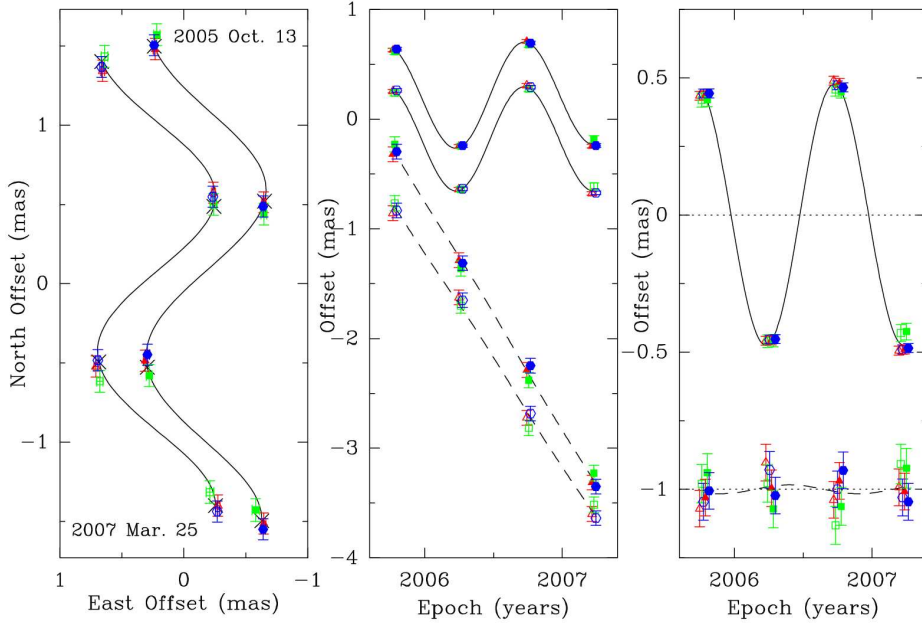 2005 Oct. 13
2007 Mar. 25
North Offset (mas)
1
0
−1
1
0
−1
East Offset (mas)
Offset (mas)
1
0
−1
−2
−3
−4
2006
2007
Epoch (years)
Offset (mas)
0.5
0
−0.5
−1
2006
2007
Epoch (years)